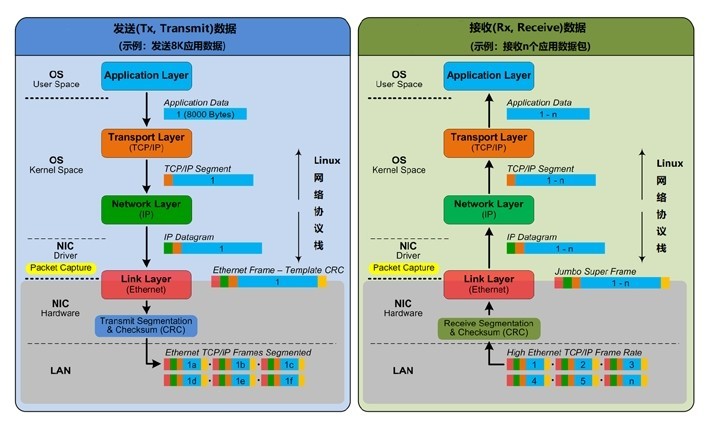 发送(Tx, Transmit)数据
(示例：发送8K应用数据)
OS
User Space
Application Layer
Application Data
1 (8000 Bytes)
Transport Layer
(TCP/IP)
OS
Kernel Space
TCP/IP Segment
1
Linux
网
络
协
议
栈
Network Layer
(IP)
IP Datagram
1
NIC
Driver
Packet Capture
Link Layer
(Ethernet)
Ethernet Frame – Template CRC
1
NIC
Hardware
Transmit Segmentation
& Checksum (CRC)
LAN
Ethernet TCP/IP Frames Segmented
1a 1b 1c
1d 1e 1f
接收(Rx, Receive)数据
(示例：接收n个应用数据包)
OS
User Space
Application Layer
Application Data
1 - n
Transport Layer
(TCP/IP)
OS
Kernel Space
TCP/IP Segment
1 - n
Linux
网
络
协
议
栈
Network Layer
(IP)
IP Datagram
1 - n
NIC
Driver
Packet Capture
Link Layer
(Ethernet)
Jumbo Super Frame
1 - n
NIC
Hardware
Receive Segmentation
& Checksum (CRC)
LAN
High Ethernet TCP/IP Frame Rate
1 2 3
4 5 n